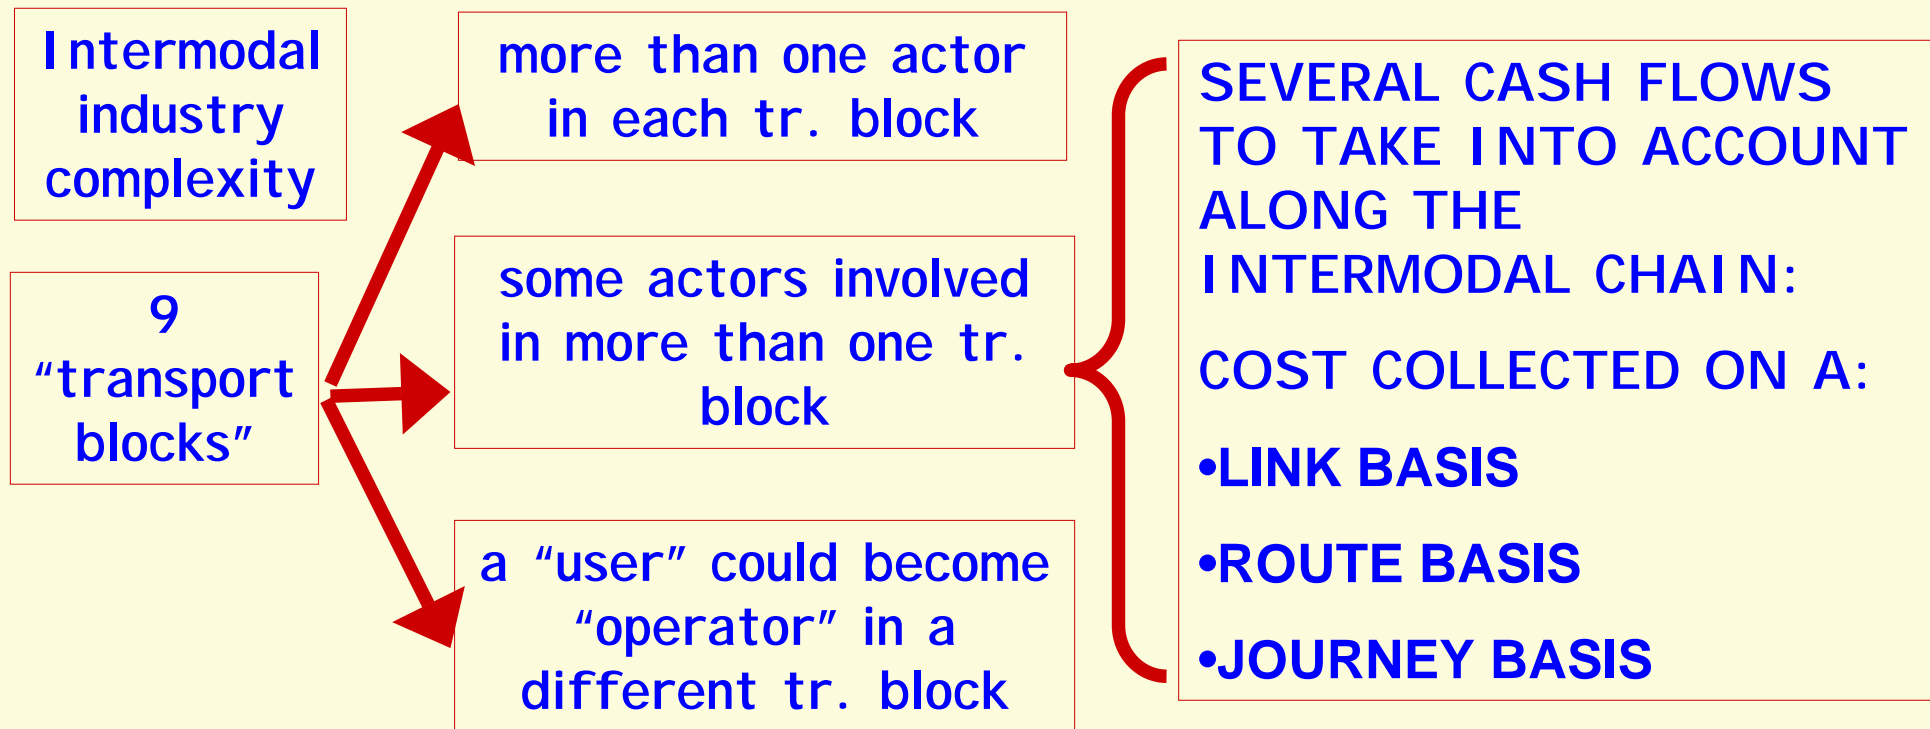 Intermodal
industry
complexity
9
“transport
blocks”
more than one actor
in each tr. block
some actors involved
in more than one tr.
block
a “user” could become
“operator” in a
different tr. block
SEVERAL CASH FLOWS
TO TAKE INTO ACCOUNT
ALONG THE
INTERMODAL CHAIN:
COST COLLECTED ON A:
•LINK BASIS
•ROUTE BASIS
•JOURNEY BASIS